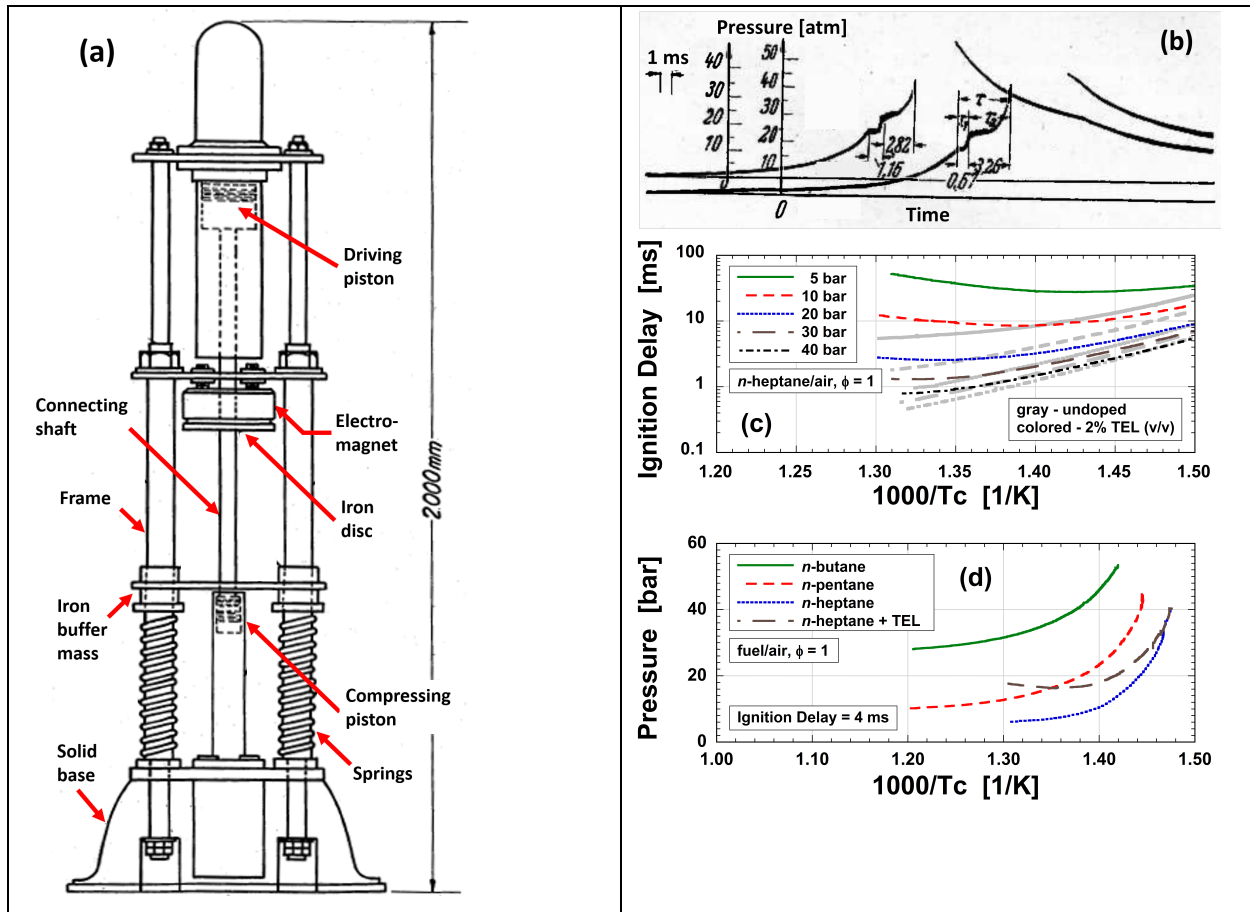 (a)
Driving
piston
Connecting
shaft
Electro-
magnet
Iron
disc
Frame
2000mm
Iron
buffer
mass
Compressing
piston
Solid
base
Springs
Pressure [atm]
(b)
1 ms
40
30
20
10
0
50
40
30
20
10
0
2,82
1,16
τ
τ₁
τ₂
0,67
3,26
Time
Ignition Delay [ms]
100
10
1
0.1
5 bar
10 bar
20 bar
30 bar
40 bar
n-heptane/air, ϕ = 1
(c)
gray - undoped
colored - 2% TEL (v/v)
1.20 1.25 1.30 1.35 1.40 1.45 1.50
1000/Tc [1/K]
Pressure [bar]
60
40
20
0
n-butane
n-pentane
n-heptane
n-heptane + TEL
(d)
fuel/air, ϕ = 1
Ignition Delay = 4 ms
1.00 1.10 1.20 1.30 1.40 1.50
1000/Tc [1/K]